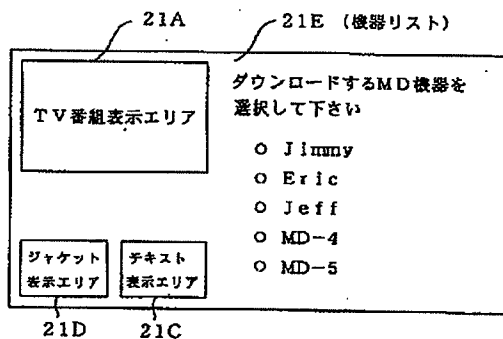 21A
21E (機器リスト)
TV番組表示エリア
ダウンロードするMD機器を
選択して下さい
○ Jimmy
○ Eric
○ Jeff
○ MD-4
○ MD-5
ジャケット
表示エリア
テキスト
表示エリア
21D
21C